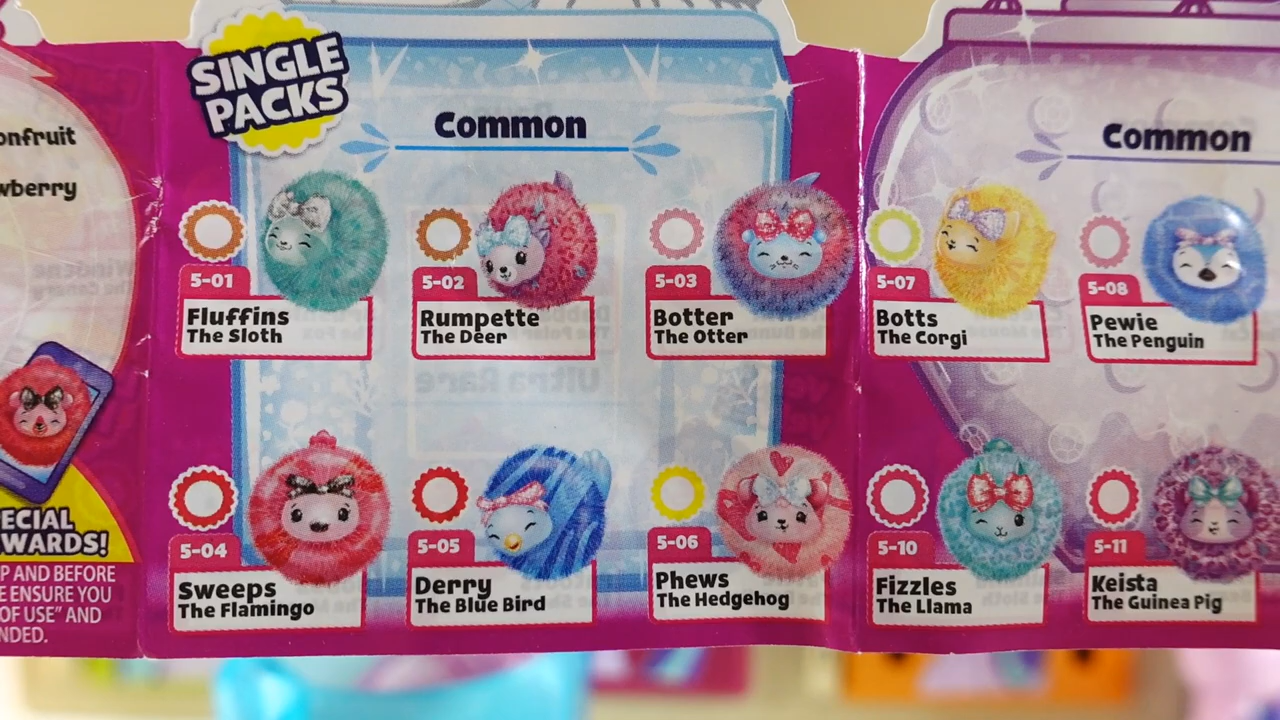 onfruit
wberry
ECIAL
WARDS!
P AND BEFORE
E ENSURE YOU
OF USE" AND
NDED.
SINGLE
PACKS
Common
5-01
Fluffins
The Sloth
5-02
Rumpette
The Deer
5-03
Botter
The Otter
5-04
Sweeps
The Flamingo
5-05
Derry
The Blue Bird
5-06
Phews
The Hedgehog
Common
5-07
Botts
The Corgi
5-08
Pewie
The Penguin
5-10
Fizzles
The Llama
5-11
Keista
The Guinea Pig